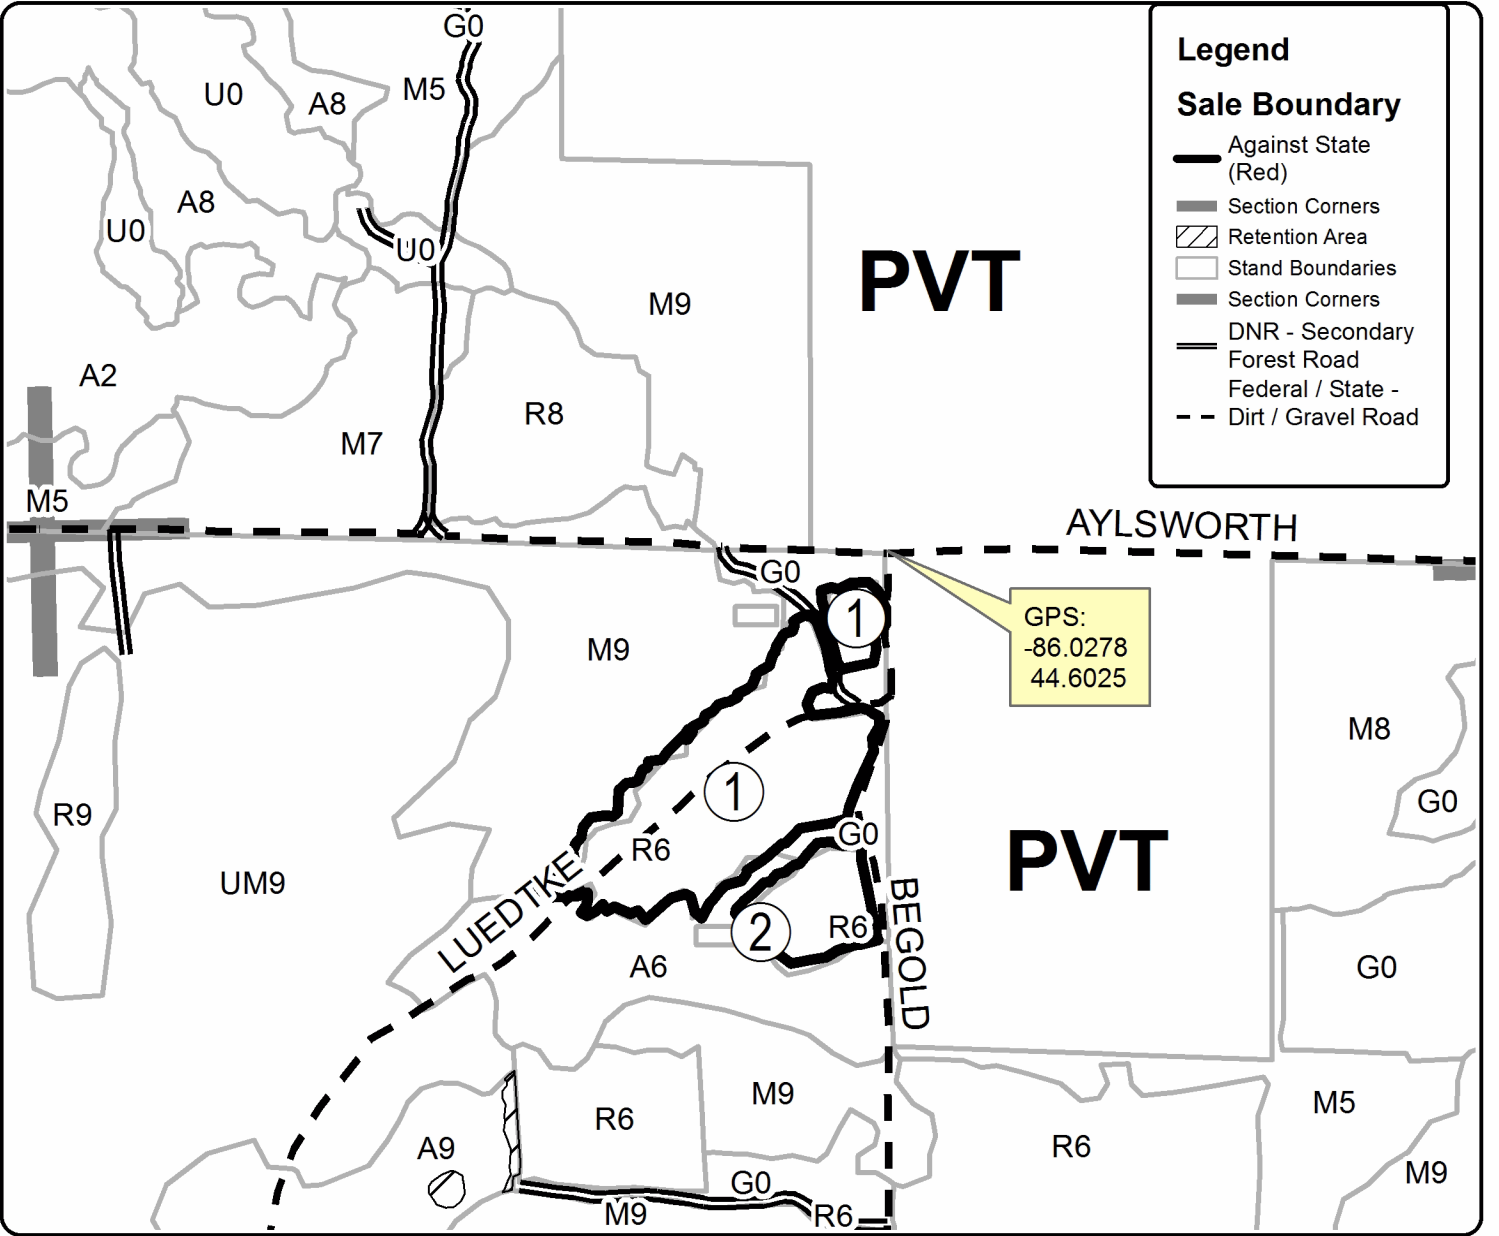 G0
U0
A8
M5
Legend
Sale Boundary
Against State
(Red)
Section Corners
Retention Area
Stand Boundaries
Section Corners
DNR - Secondary
Forest Road
Federal / State -
Dirt / Gravel Road
A8
U0
U0
PVT
M9
A2
R8
M7
M5
AYLSWORTH
G0
1
GPS:
-86.0278
44.6025
M9
M8
1
G0
R9
G0
R6
PVT
UM9
LUEDTKE
BEGOLD
2
R6
A6
G0
M9
R6
M5
A9
R6
M9
G0
M9
R6